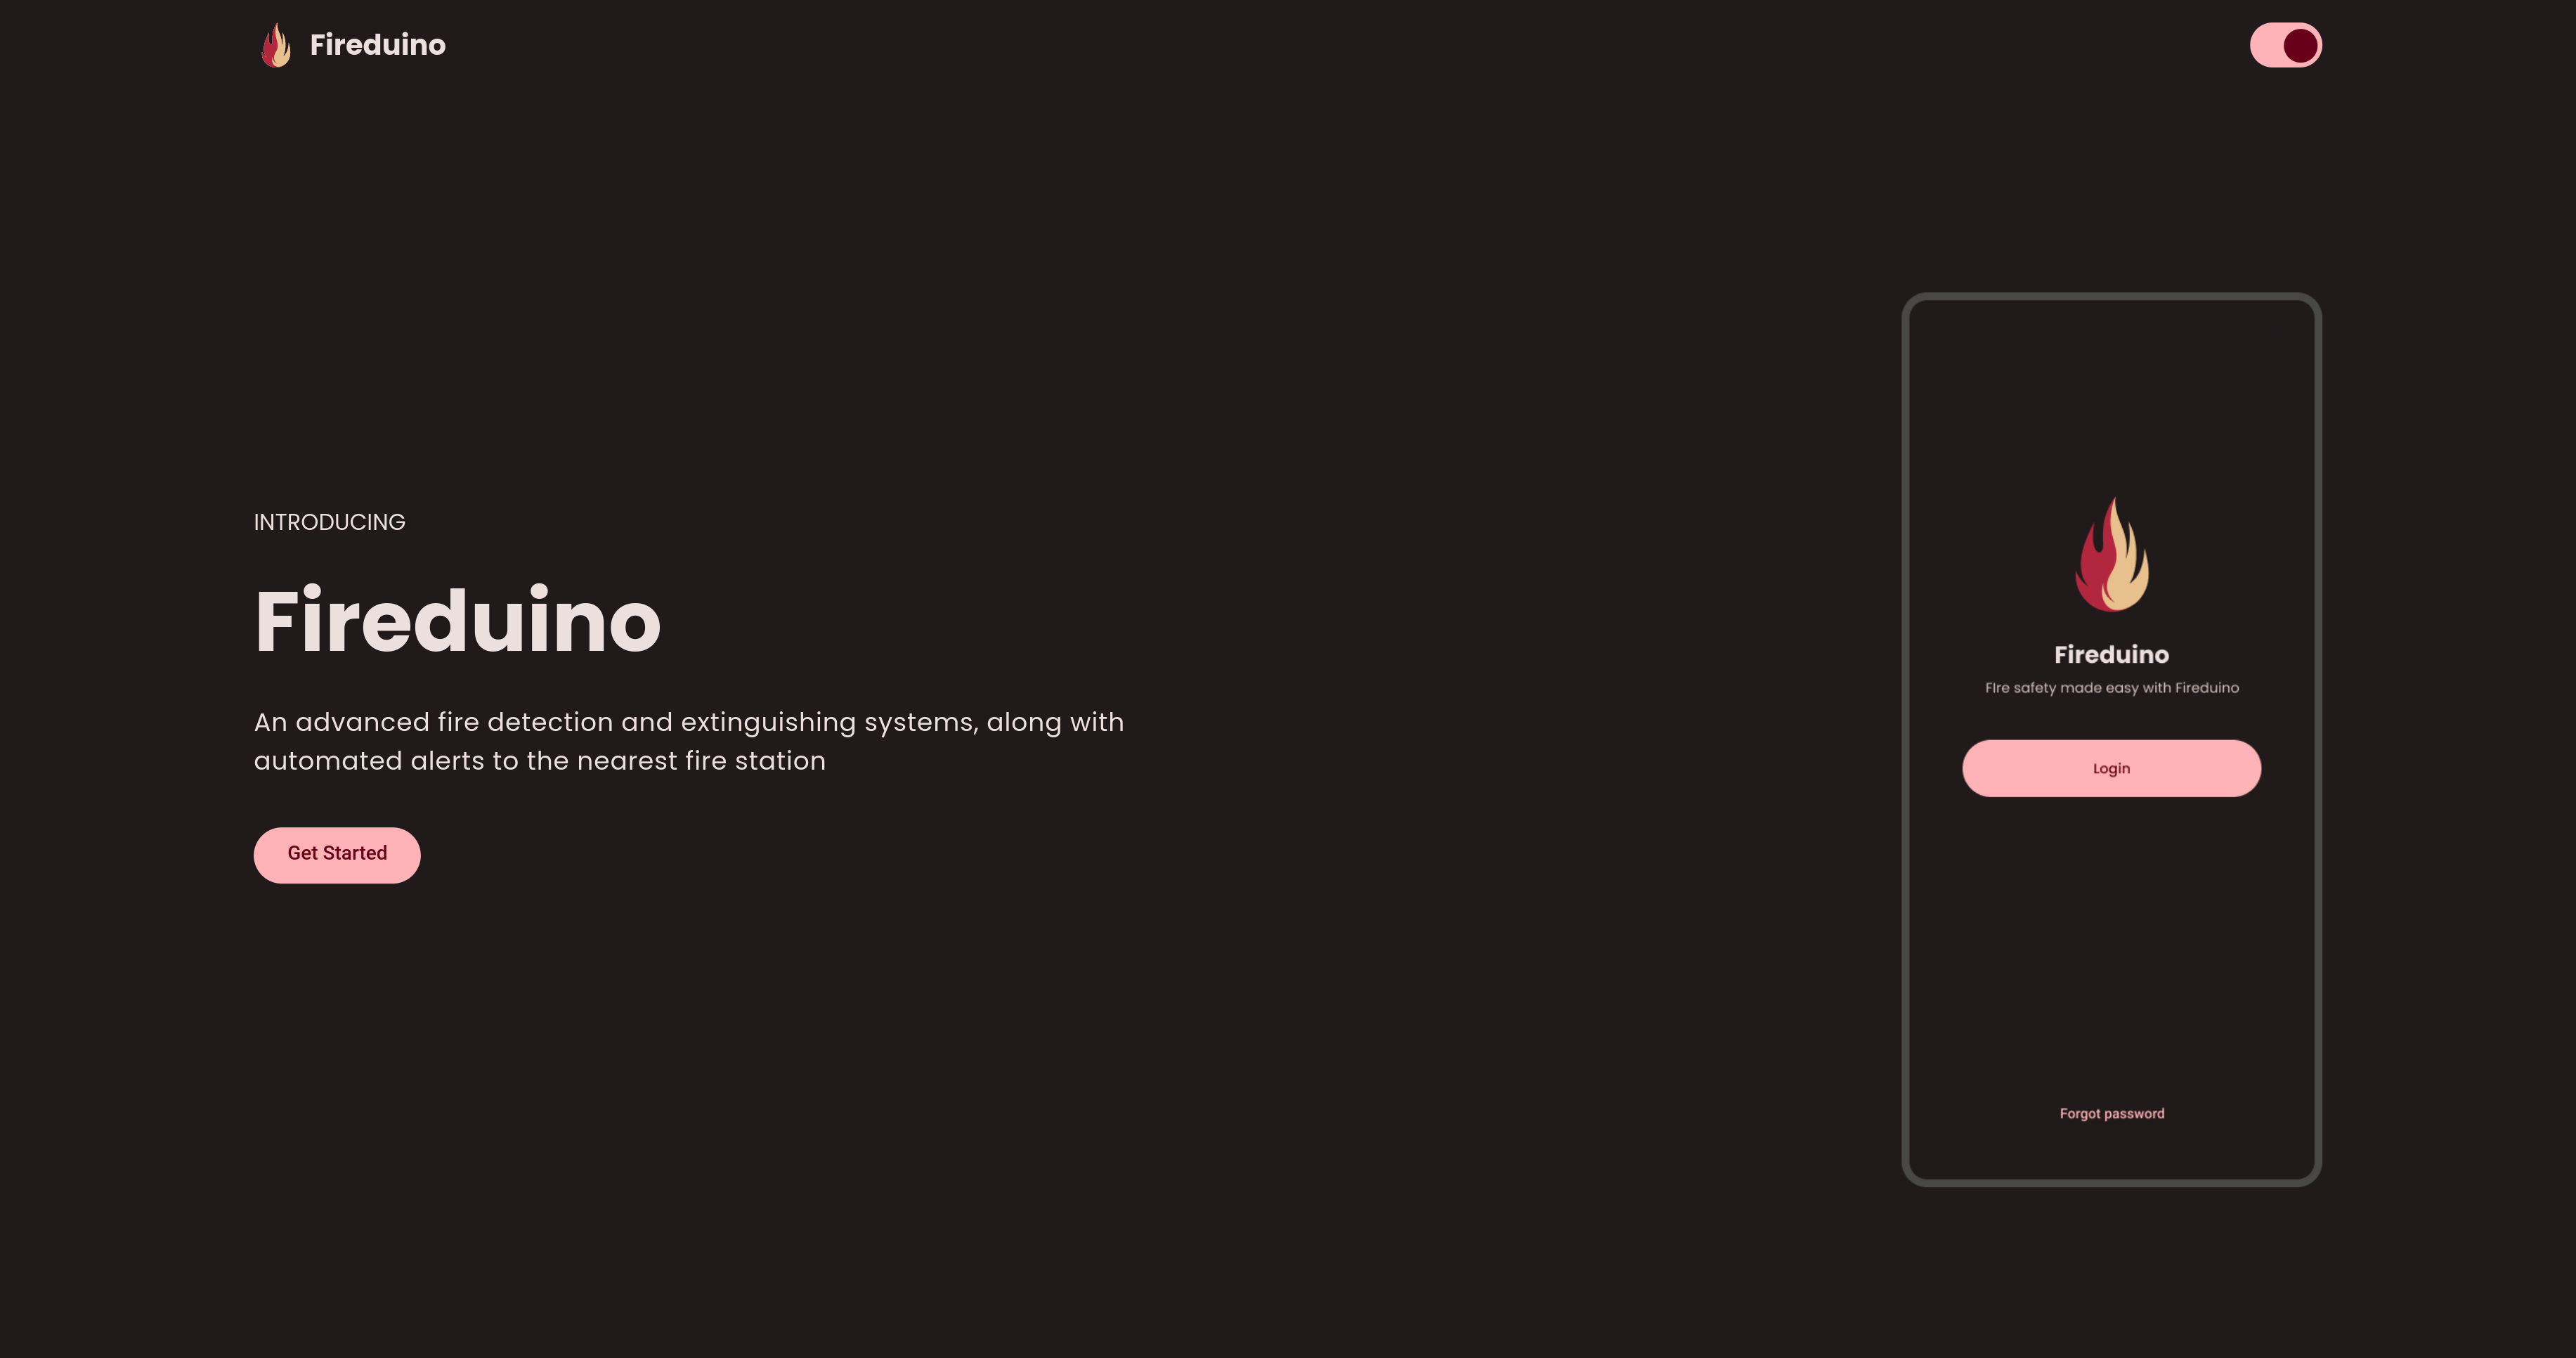 Fireduino
INTRODUCING
Fireduino
An advanced fire detection and extinguishing systems, along with
automated alerts to the nearest fire station
Get Started
Fireduino
FIre safety made easy with Fireduino
Login
Forgot password